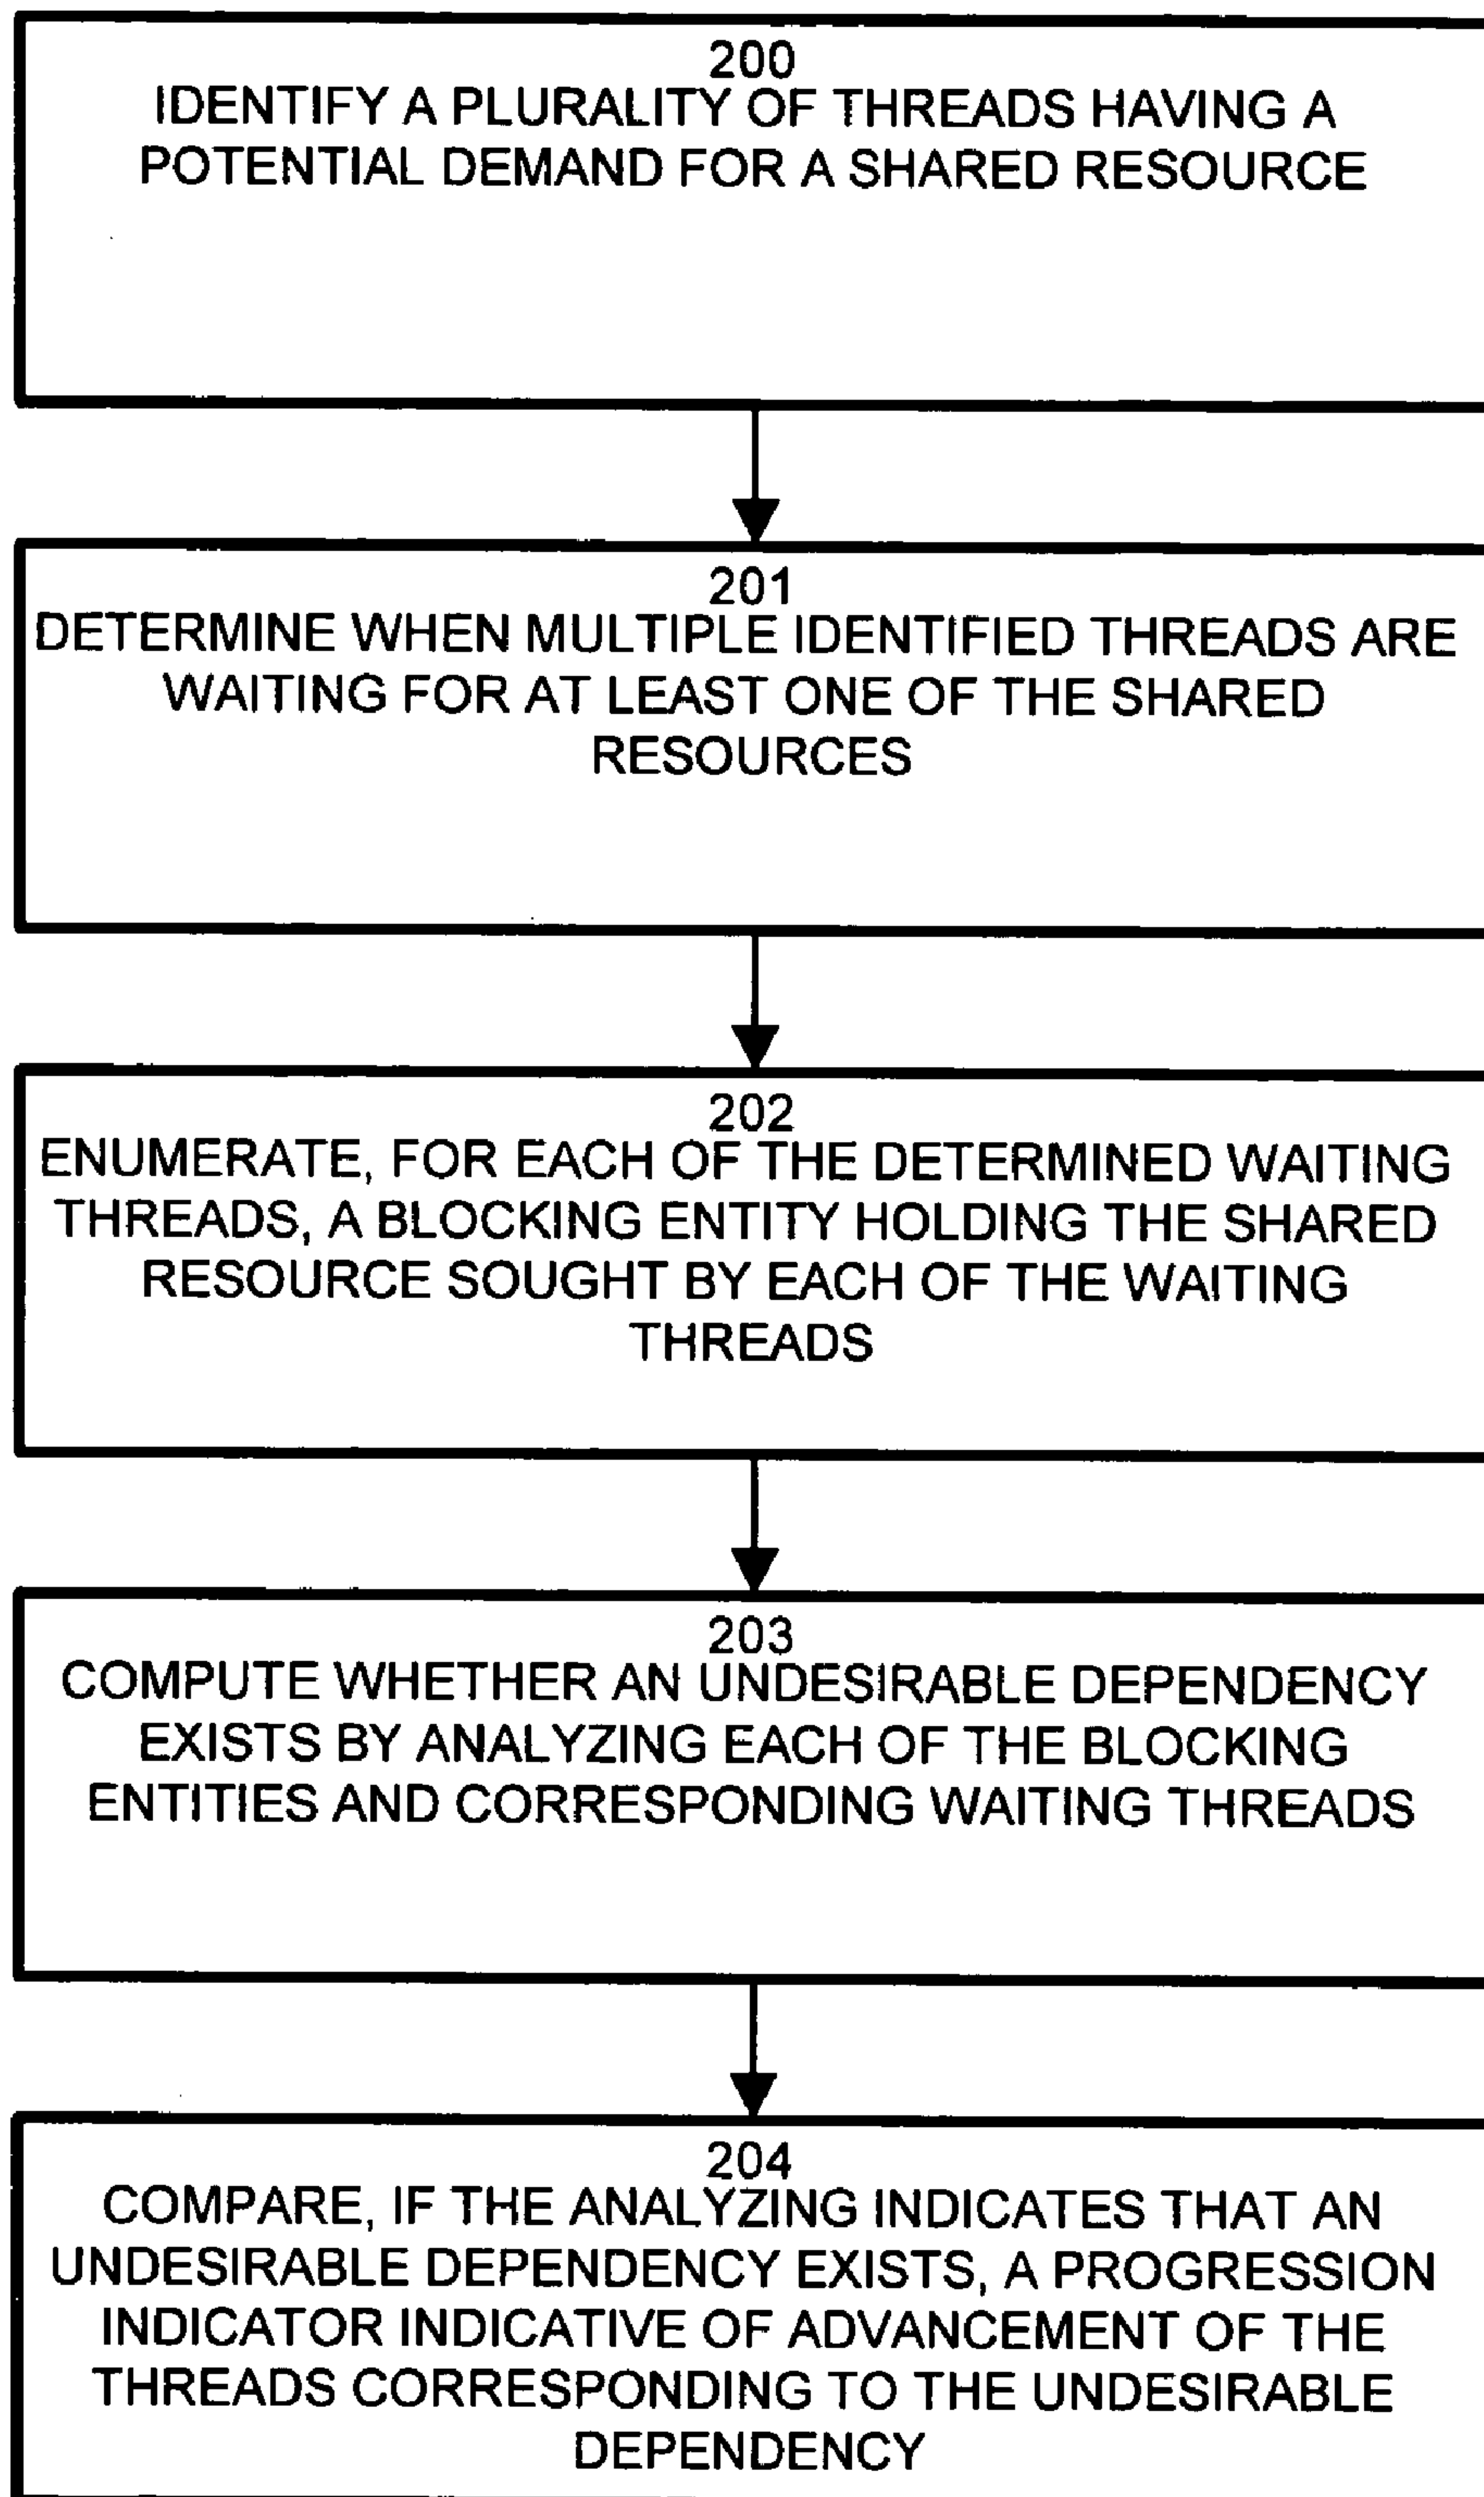 200
IDENTIFY A PLURALITY OF THREADS HAVING A
POTENTIAL DEMAND FOR A SHARED RESOURCE
201
DETERMINE WHEN MULTIPLE IDENTIFIED THREADS ARE
WAITING FOR AT LEAST ONE OF THE SHARED
RESOURCES
202
ENUMERATE, FOR EACH OF THE DETERMINED WAITING
THREADS, A BLOCKING ENTITY HOLDING THE SHARED
RESOURCE SOUGHT BY EACH OF THE WAITING
THREADS
203
COMPUTE WHETHER AN UNDESIRABLE DEPENDENCY
EXISTS BY ANALYZING EACH OF THE BLOCKING
ENTITIES AND CORRESPONDING WAITING THREADS
204
COMPARE, IF THE ANALYZING INDICATES THAT AN
UNDESIRABLE DEPENDENCY EXISTS, A PROGRESSION
INDICATOR INDICATIVE OF ADVANCEMENT OF THE
THREADS CORRESPONDING TO THE UNDESIRABLE
DEPENDENCY